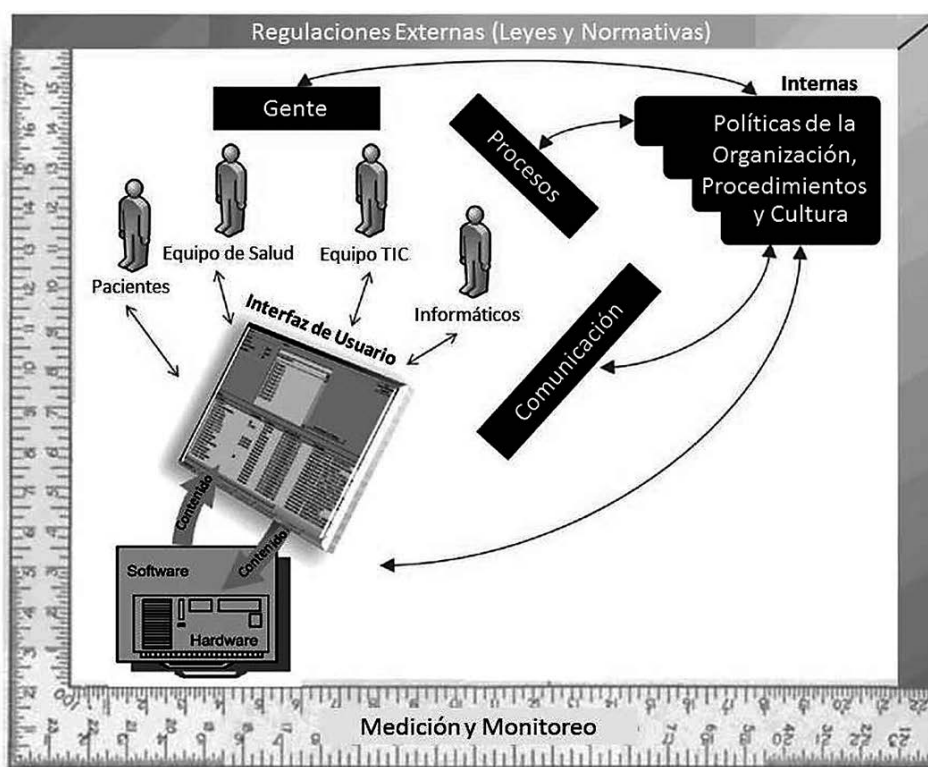 Regulaciones Externas (Leyes y Normativas)
Internas
Gente
Políticas de la
Organización,
Procedimientos
y Cultura
Procesos
Equipo de Salud
Equipo TIC
Pacientes
Informáticos
Interfaz de Usuario
Comunicación
Contenido
Contenido
Software
Hardware
Medición y Monitoreo